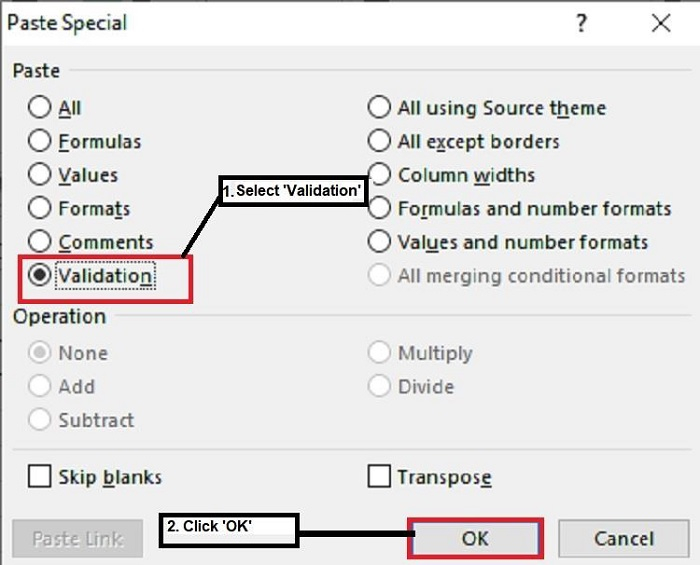 Paste Special ?
Paste
All
All using Source theme
Formulas
All except borders
Values
1. Select 'Validation'
Column widths
Formats
Formulas and number formats
Comments
Values and number formats
Validation
All merging conditional formats
Operation
None
Multiply
Add
Divide
Subtract
Skip blanks
Transpose
Paste Link
2. Click 'OK'
OK
Cancel